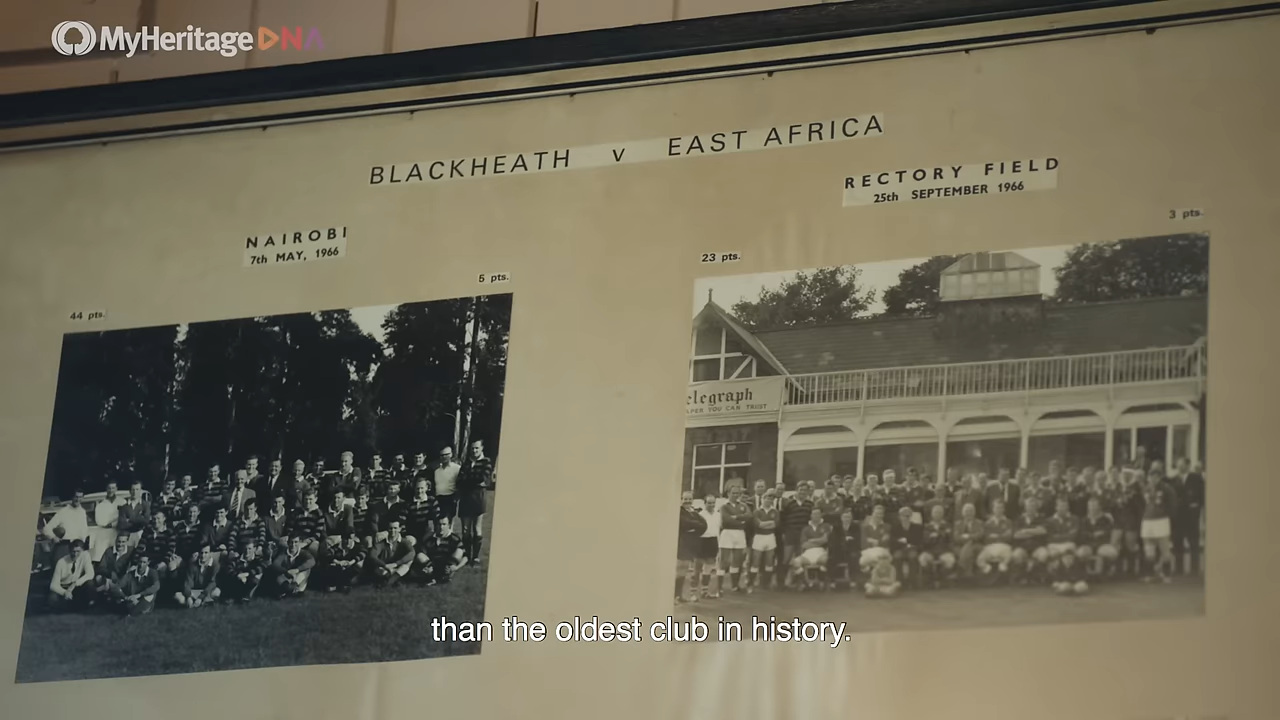 MyHeritage DNA
BLACKHEATH v EAST AFRICA
RECTORY FIELD
25th SEPTEMBER 1966
NAIROBI
7th MAY, 1966
3 pts.
23 pts.
5 pts.
44 pts.
elegraph
PAPER YOU CAN TRUST
than the oldest club in history.